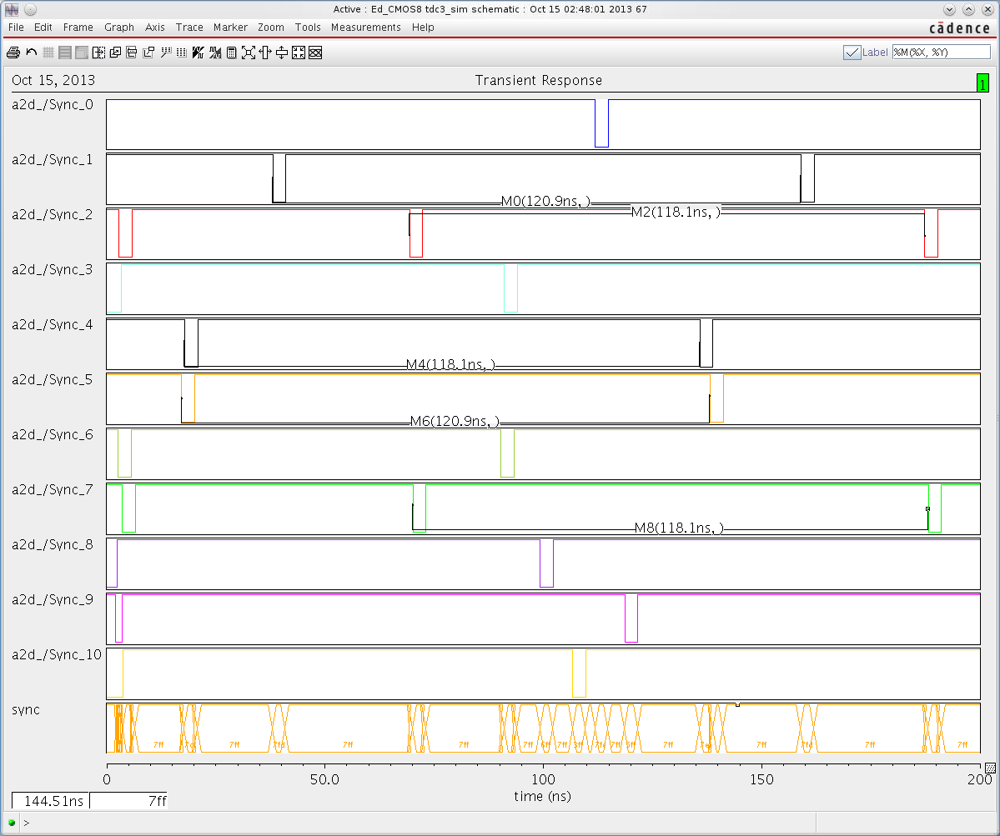 Active : Ed_CMOS8 tdc3_sim schematic : Oct 15 02:48:01 2013 67
File Edit Frame Graph Axis Trace Marker Zoom Tools Measurements Help
cādence
Label %M(%X, %Y)
Oct 15, 2013 Transient Response 1
a2d_/Sync_0
a2d_/Sync_1
M0(120.9ns, )
a2d_/Sync_2
M2(118.1ns, )
a2d_/Sync_3
a2d_/Sync_4
M4(118.1ns, )
a2d_/Sync_5
M6(120.9ns, )
a2d_/Sync_6
a2d_/Sync_7
M8(118.1ns, )
a2d_/Sync_8
a2d_/Sync_9
a2d_/Sync_10
sync
7ff 7ff 7ff 7ff 7ff 7ff 7ff 7ff 7ff 7ff 7ff
0 50.0 100 150 200
time (ns)
144.51ns 7ff
>